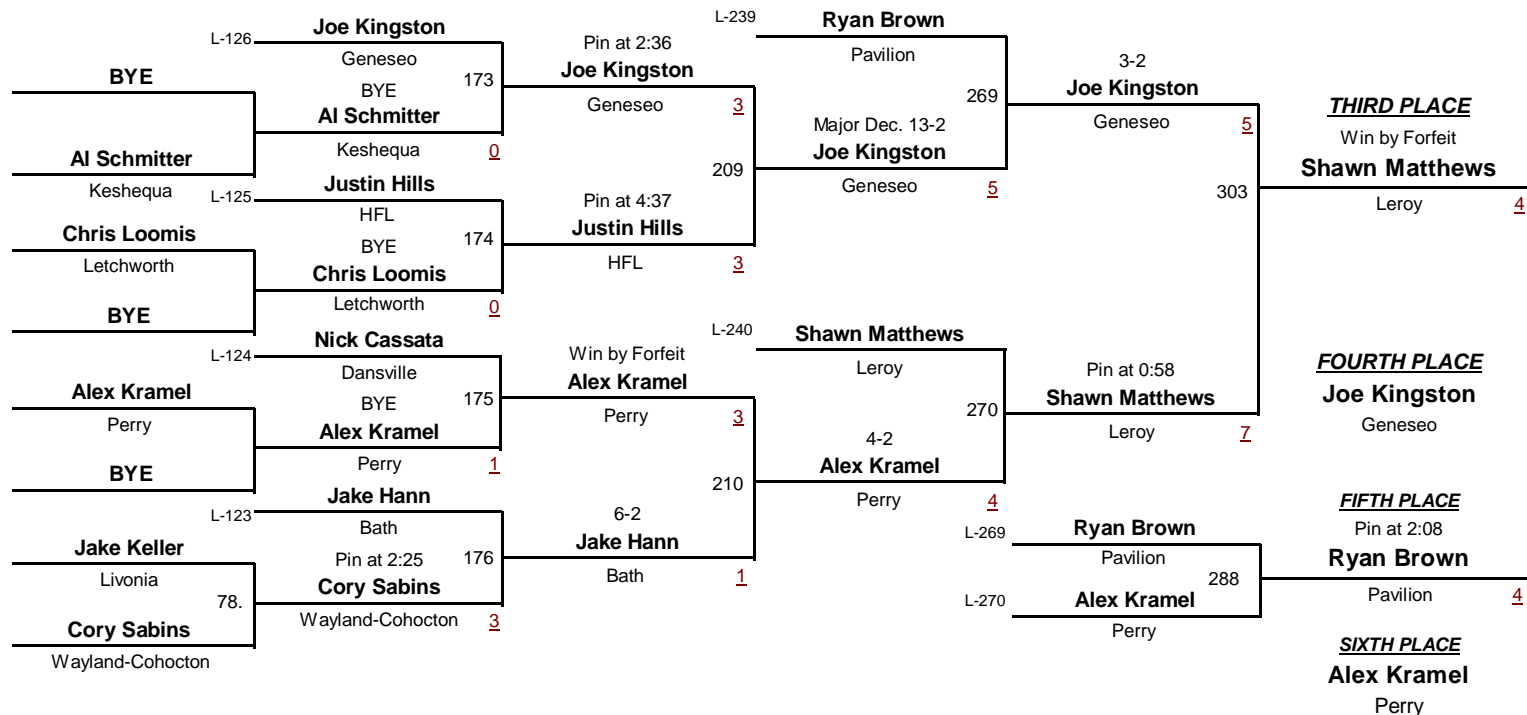 BYE
Al Schmitter
Keshequa
Chris Loomis
Letchworth
BYE
Alex Kramel
Perry
BYE
Jake Keller
Livonia
78.
Cory Sabins
Wayland-Cohocton
L-126
Joe Kingston
Geneseo
173
BYE
Al Schmitter
Keshequa
0
L-125
Justin Hills
HFL
174
BYE
Chris Loomis
Letchworth
0
L-124
Nick Cassata
Dansville
175
BYE
Alex Kramel
Perry
1
L-123
Jake Hann
Bath
176
Pin at 2:25
Cory Sabins
Wayland-Cohocton
3
Pin at 2:36
Joe Kingston
Geneseo
3
209
Pin at 4:37
Justin Hills
HFL
3
Win by Forfeit
Alex Kramel
Perry
3
210
6-2
Jake Hann
Bath
1
L-239
Ryan Brown
Pavilion
269
Major Dec. 13-2
Joe Kingston
Geneseo
5
L-240
Shawn Matthews
Leroy
270
4-2
Alex Kramel
Perry
4
3-2
Joe Kingston
Geneseo
5
303
Pin at 0:58
Shawn Matthews
Leroy
7
L-269
Ryan Brown
Pavilion
288
L-270
Alex Kramel
Perry
THIRD PLACE
Win by Forfeit
Shawn Matthews
Leroy
4
FOURTH PLACE
Joe Kingston
Geneseo
FIFTH PLACE
Pin at 2:08
Ryan Brown
Pavilion
4
SIXTH PLACE
Alex Kramel
Perry